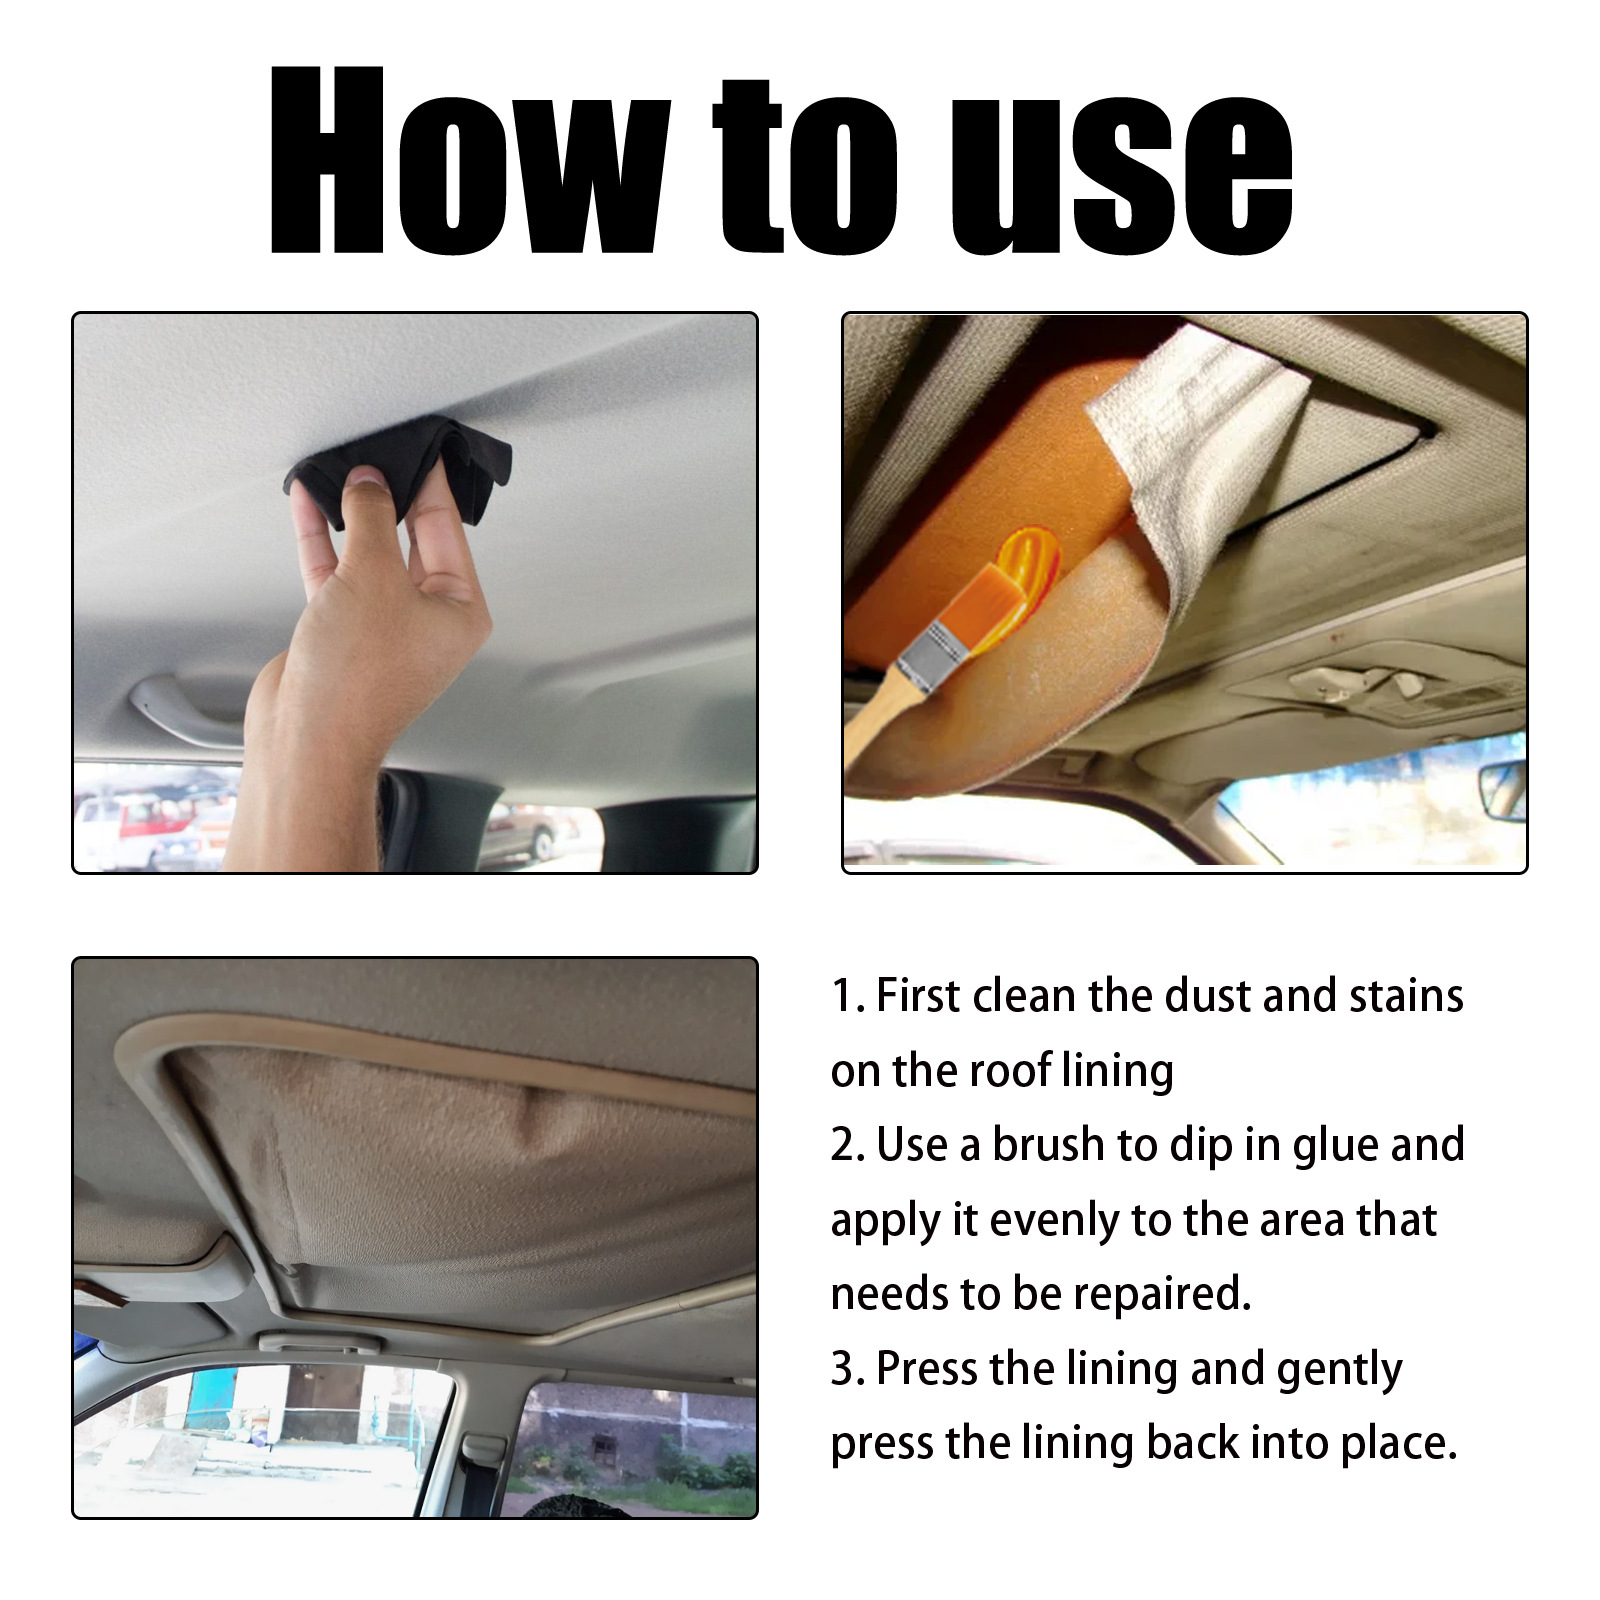 How to use
1. First clean the dust and stains
on the roof lining
2. Use a brush to dip in glue and
apply it evenly to the area that
needs to be repaired.
3. Press the lining and gently
press the lining back into place.